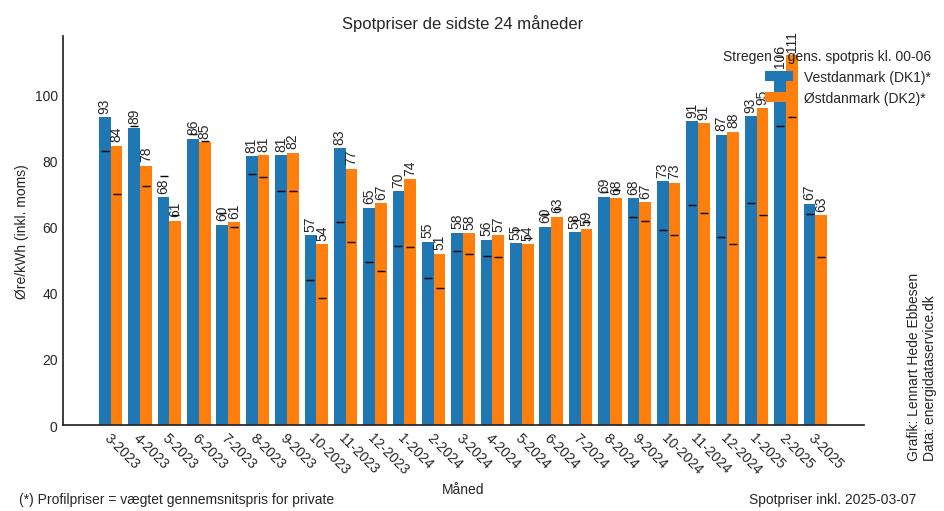 Spotpriser de sidste 24 måneder
Stregen = gens. spotpris kl. 00-06
Vestdanmark (DK1)*
Østdanmark (DK2)*
Øre/kWh (inkl. moms)
100
80
60
40
20
0
93 84 89 78 68 61 86 85 60 61 81 81 81 82 57 54 83 77 65 67 70 74 55 51 58 58 56 57 55 54 60 63 58 59 69 68 68 67 73 73 91 91 87 88 93 95 106 111 67 63
3-2023 4-2023 5-2023 6-2023 7-2023 8-2023 9-2023 10-2023 11-2023 12-2023 1-2024 2-2024 3-2024 4-2024 5-2024 6-2024 7-2024 8-2024 9-2024 10-2024 11-2024 12-2024 1-2025 2-2025 3-2025
Måned
(*) Profilpriser = vægtet gennemsnitspris for private
Spotpriser inkl. 2025-03-07
Grafik: Lennart Hede Ebbesen
Data: energidataservice.dk